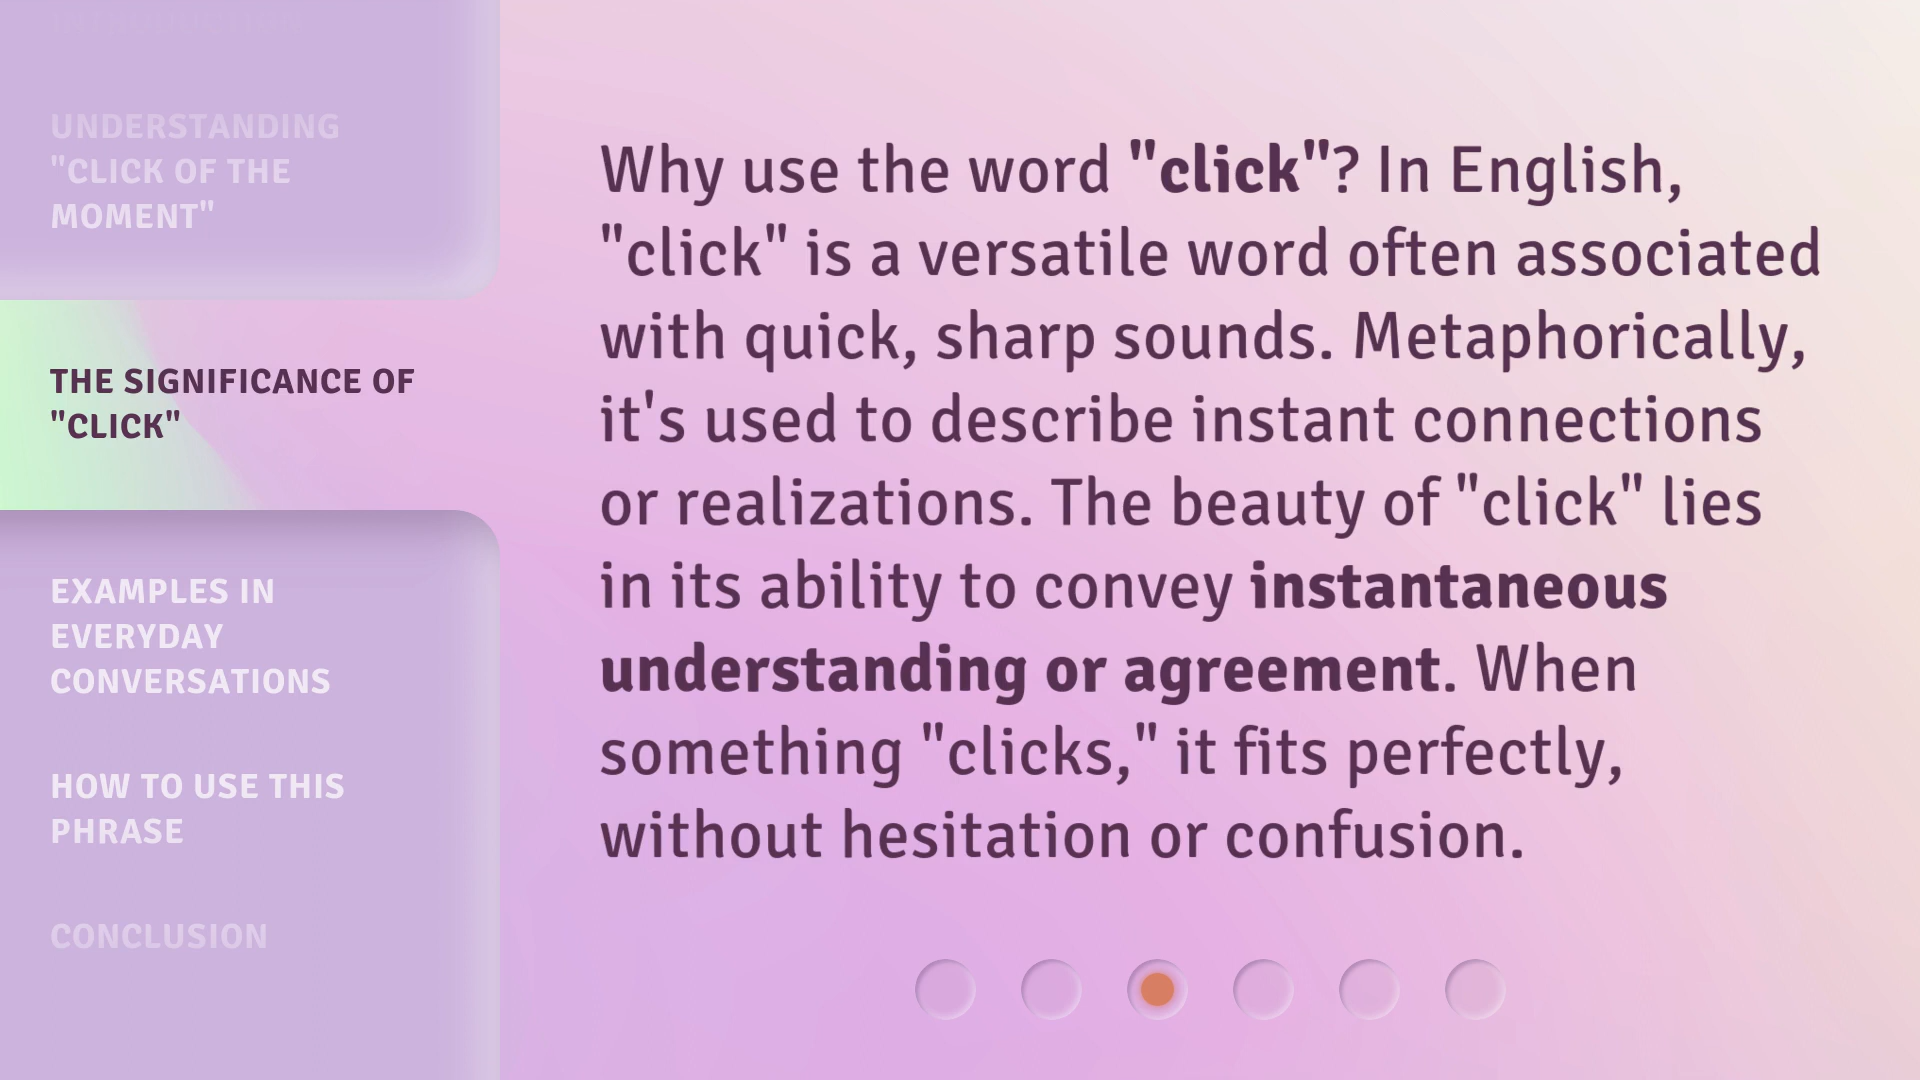 INTRODUCTION
UNDERSTANDING
"CLICK OF THE
MOMENT"
THE SIGNIFICANCE OF
"CLICK"
EXAMPLES IN
EVERYDAY
CONVERSATIONS
HOW TO USE THIS
PHRASE
CONCLUSION
Why use the word "click"? In English,
"click" is a versatile word often associated
with quick, sharp sounds. Metaphorically,
it's used to describe instant connections
or realizations. The beauty of "click" lies
in its ability to convey instantaneous
understanding or agreement. When
something "clicks," it fits perfectly,
without hesitation or confusion.